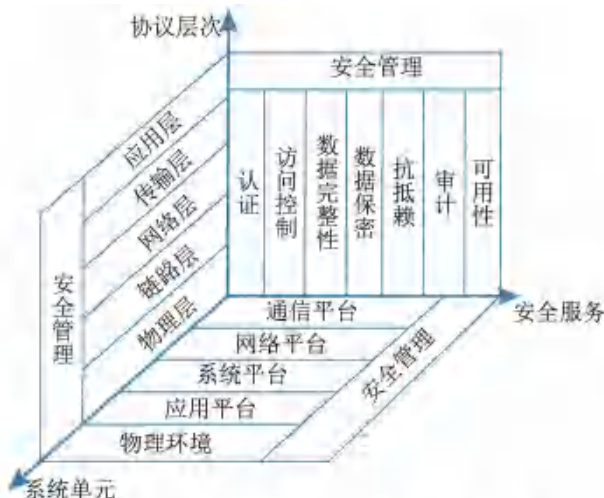 协议层次
安全管理
认证
访问控制
数据完整性
数据保密
抗抵赖
审计
可用性
应用层
传输层
网络层
链路层
物理层
安全管理
安全服务
通信平台
网络平台
系统平台
应用平台
物理环境
安全管理
系统单元